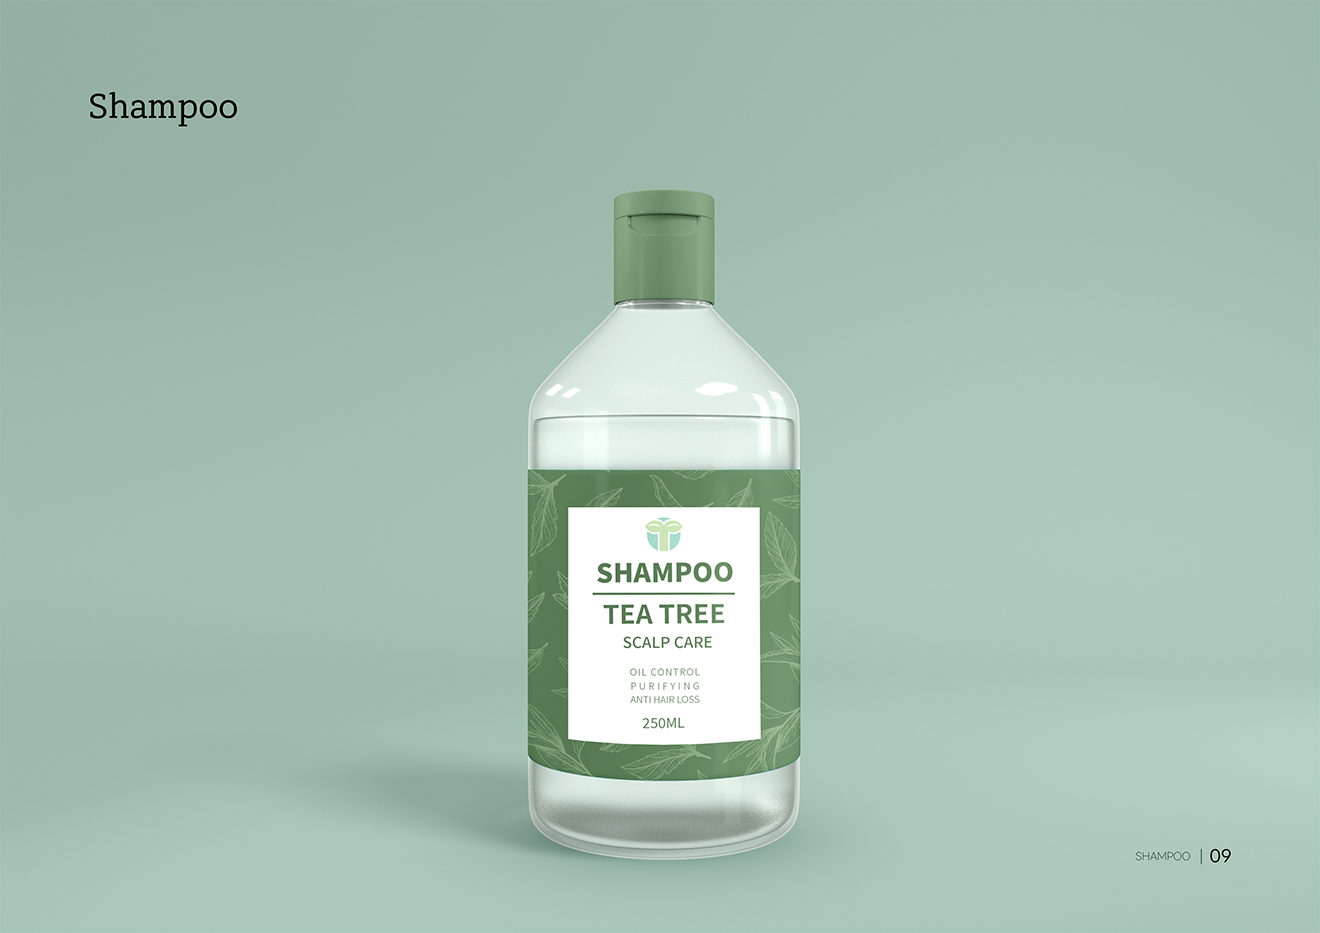 Shampoo
SHAMPOO
TEA TREE
SCALP CARE
OIL CONTROL
PURIFYING
ANTI HAIR LOSS
250ML
SHAMPOO | 09